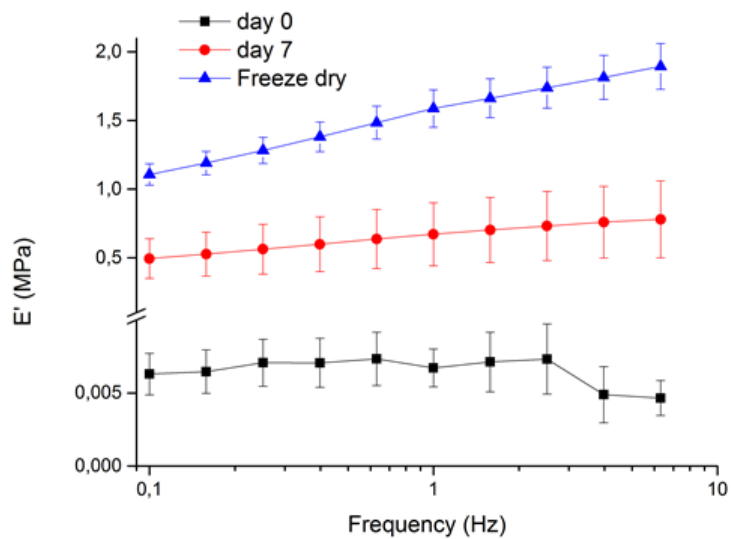 day 0
day 7
Freeze dry
2,0
1,5
1,0
0,5
0,005
0,000
E' (MPa)
0,1
1
10
Frequency (Hz)